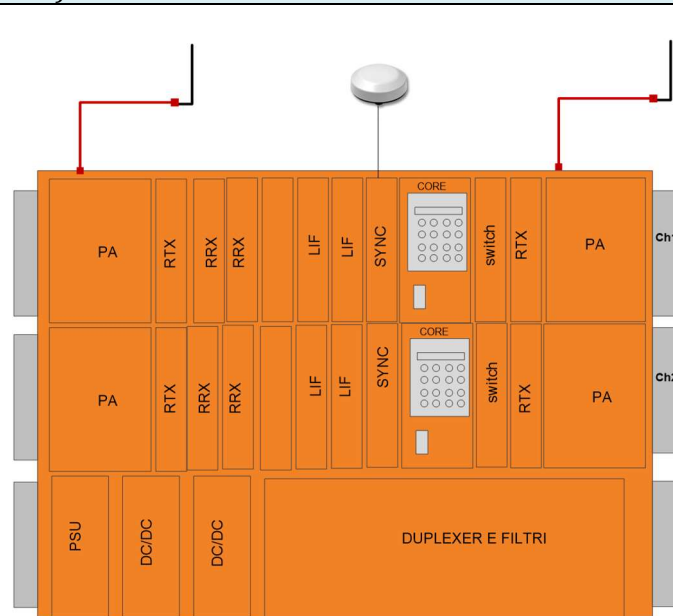 CORE
PA
RTX
RRX
RRX
LIF
LIF
SYNC
switch
RTX
PA
CORE
PA
RTX
RRX
RRX
LIF
LIF
SYNC
switch
RTX
PA
PSU
DC/DC
DC/DC
DUPLEXER E FILTRI